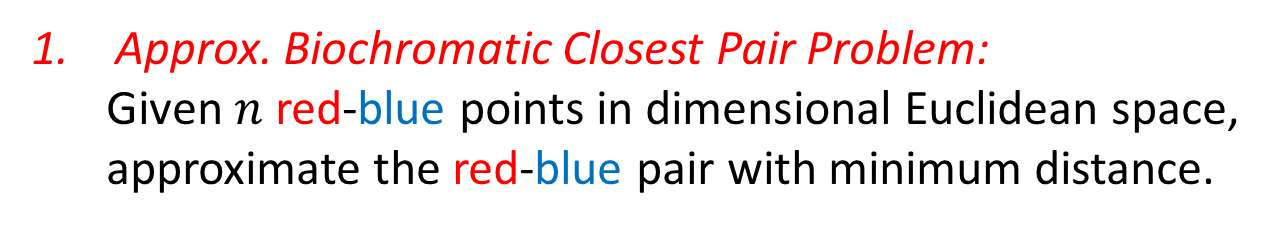 1. Approx. Biochromatic Closest Pair Problem:
Given n red-blue points in dimensional Euclidean space,
approximate the red-blue pair with minimum distance.